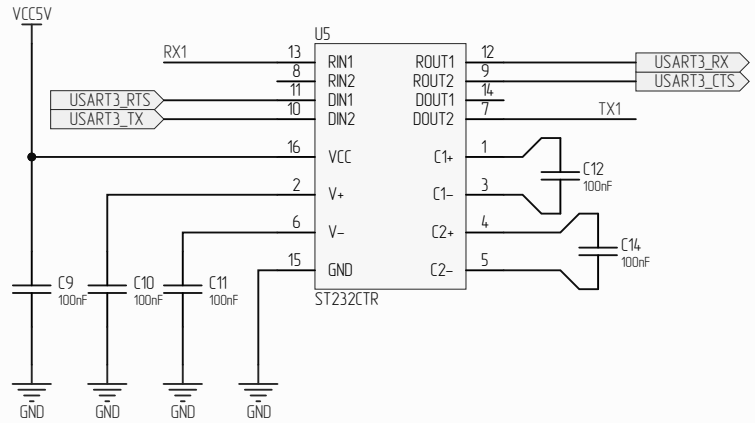 VCC5V
U5
RX1
13
RIN1
ROUT1
12
USART3_RX
8
RIN2
ROUT2
9
USART3_CTS
USART3_RTS
11
DIN1
DOUT1
14
USART3_TX
10
DIN2
DOUT2
7
TX1
16
VCC
C1+
1
C12
100nF
2
V+
C1-
3
6
V-
C2+
4
C14
100nF
15
GND
C2-
5
C9
100nF
C10
100nF
C11
100nF
ST232CTR
GND
GND
GND
GND